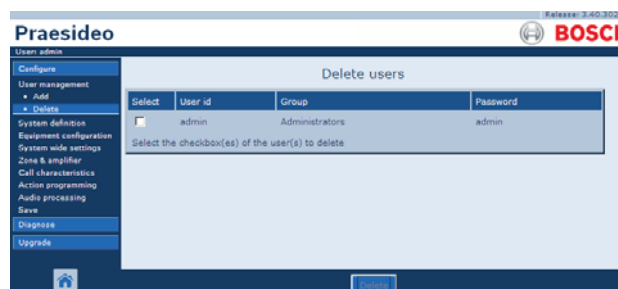 Release: 3.40.302
Praesideo
BOSCH
User: admin
Configure
User management
• Add
• Delete
System definition
Equipment configuration
System wide settings
Zone & amplifier
Call characteristics
Action programming
Audio processing
Save
Diagnose
Upgrade
Delete users
Select User id Group Password
admin Administrators admin
Select the checkbox(es) of the user(s) to delete
Delete